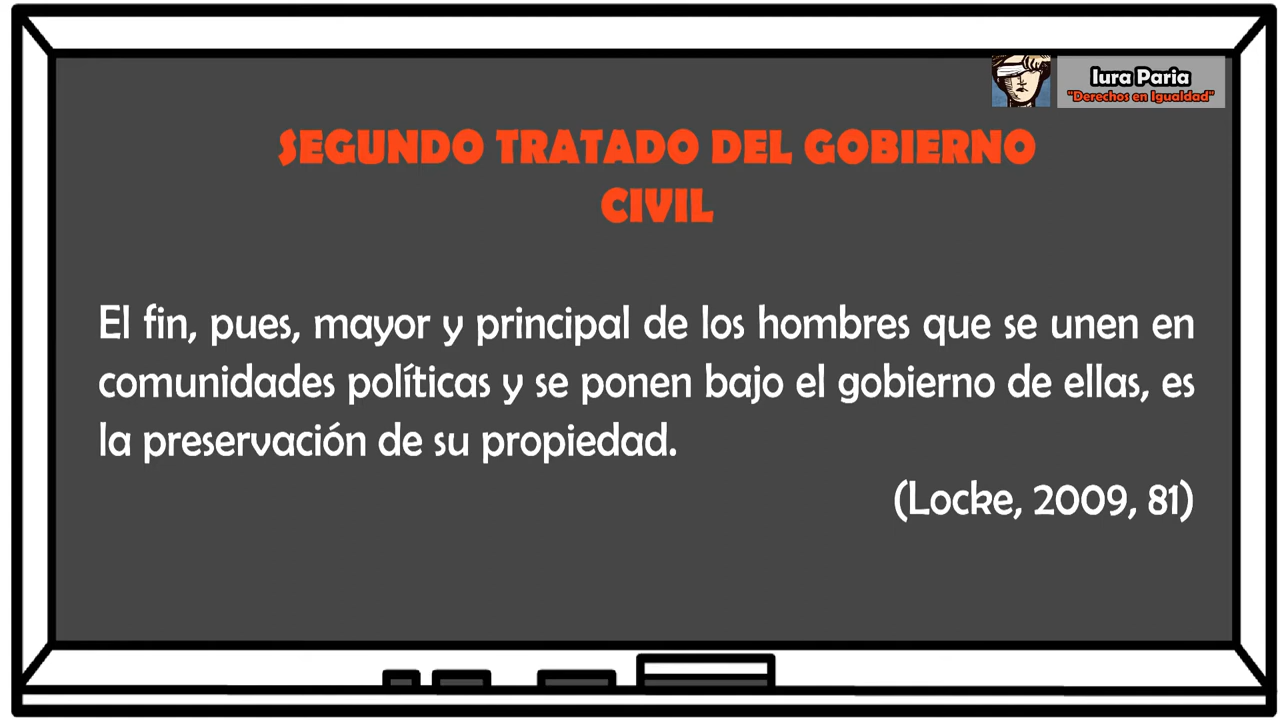 Iura Paria
"Derechos en Igualdad"
SEGUNDO TRATADO DEL GOBIERNO
CIVIL
El fin, pues, mayor y principal de los hombres que se unen en
comunidades políticas y se ponen bajo el gobierno de ellas, es
la preservación de su propiedad.
(Locke, 2009, 81)